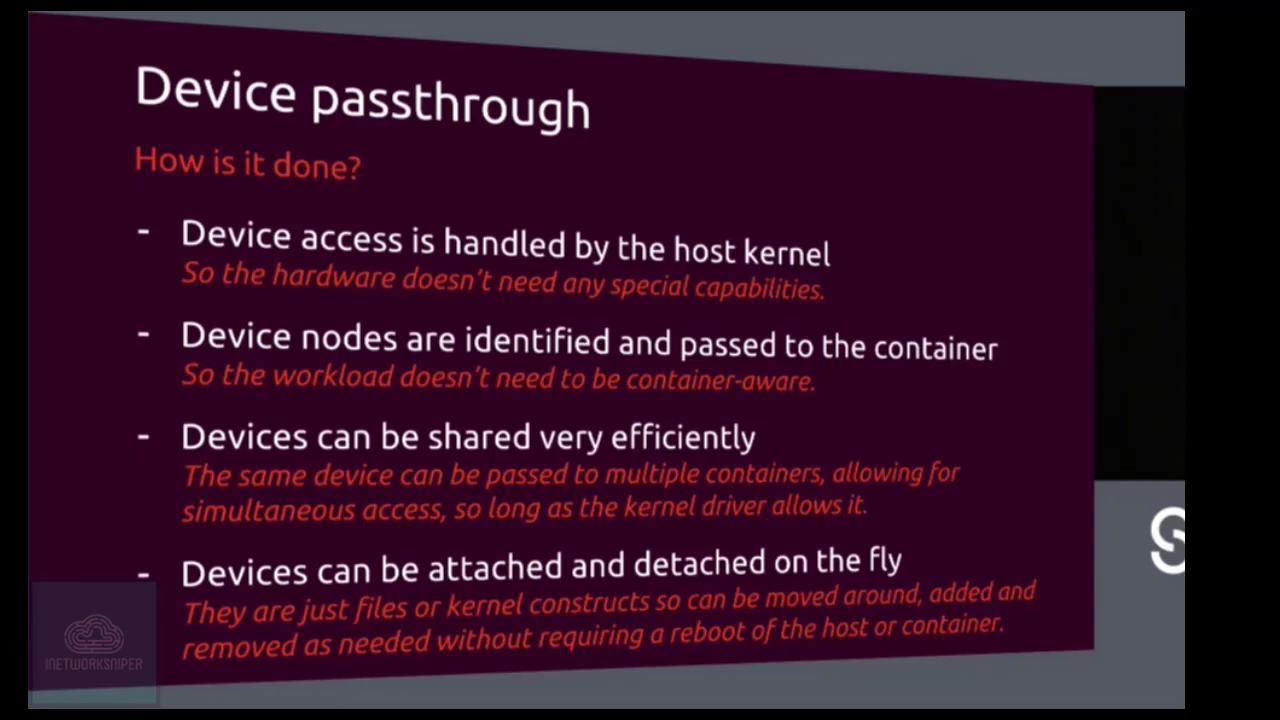 Device passthrough
How is it done?
- Device access is handled by the host kernel
So the hardware doesn't need any special capabilities.
- Device nodes are identified and passed to the container
So the workload doesn't need to be container-aware.
- Devices can be shared very efficiently
The same device can be passed to multiple containers, allowing for
simultaneous access, so long as the kernel driver allows it.
- Devices can be attached and detached on the fly
They are just files or kernel constructs so can be moved around, added and
removed as needed without requiring a reboot of the host or container.
INETWORKSNIPER
S